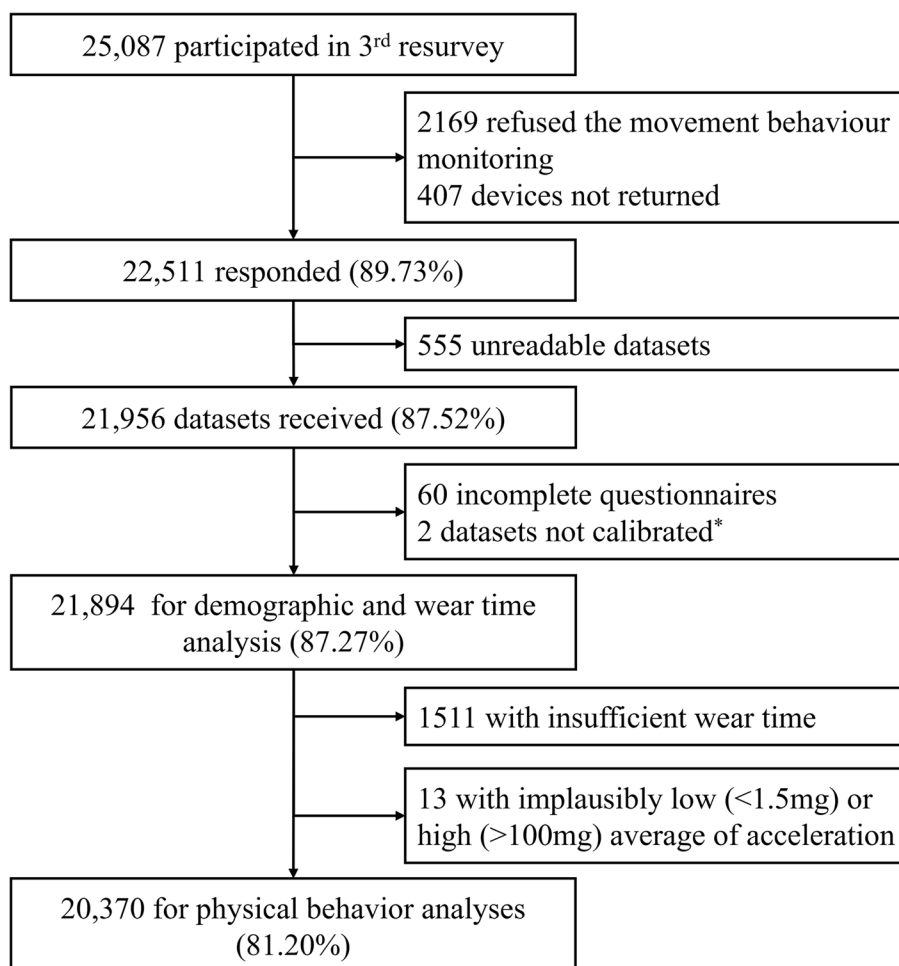 25,087 participated in 3rd resurvey
2169 refused the movement behaviour
monitoring
407 devices not returned
22,511 responded (89.73%)
555 unreadable datasets
21,956 datasets received (87.52%)
60 incomplete questionnaires
2 datasets not calibrated*
21,894 for demographic and wear time
analysis (87.27%)
1511 with insufficient wear time
13 with implausibly low (<1.5mg) or
high (>100mg) average of acceleration
20,370 for physical behavior analyses
(81.20%)